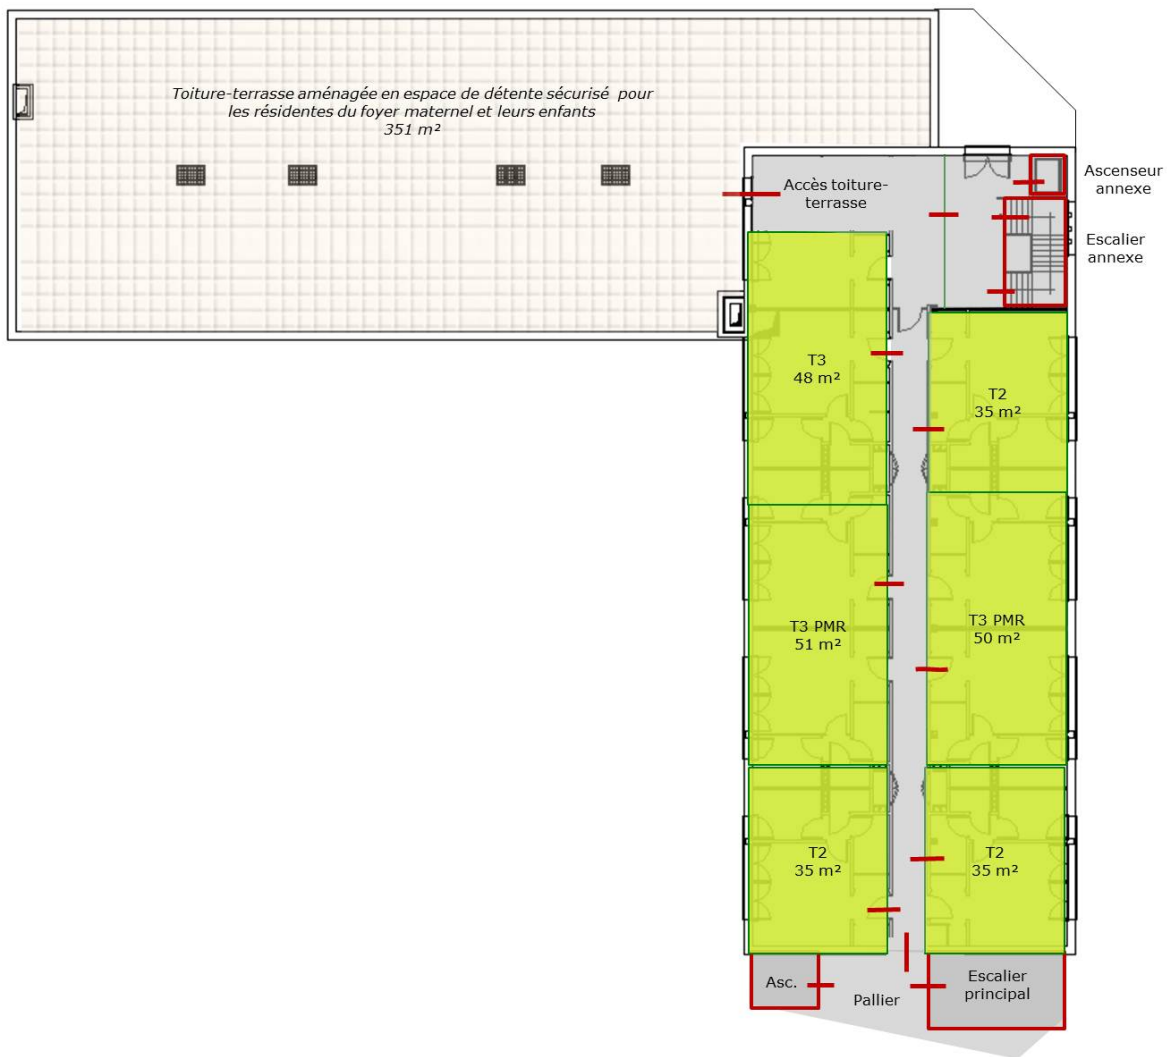 Toiture-terrasse aménagée en espace de détente sécurisé pour
les résidentes du foyer maternel et leurs enfants
351 m²
Ascenseur
annexe
Accès toiture-
terrasse
Escalier
annexe
T3
48 m²
T2
35 m²
T3 PMR
51 m²
T3 PMR
50 m²
T2
35 m²
T2
35 m²
Asc.
Pallier
Escalier
principal